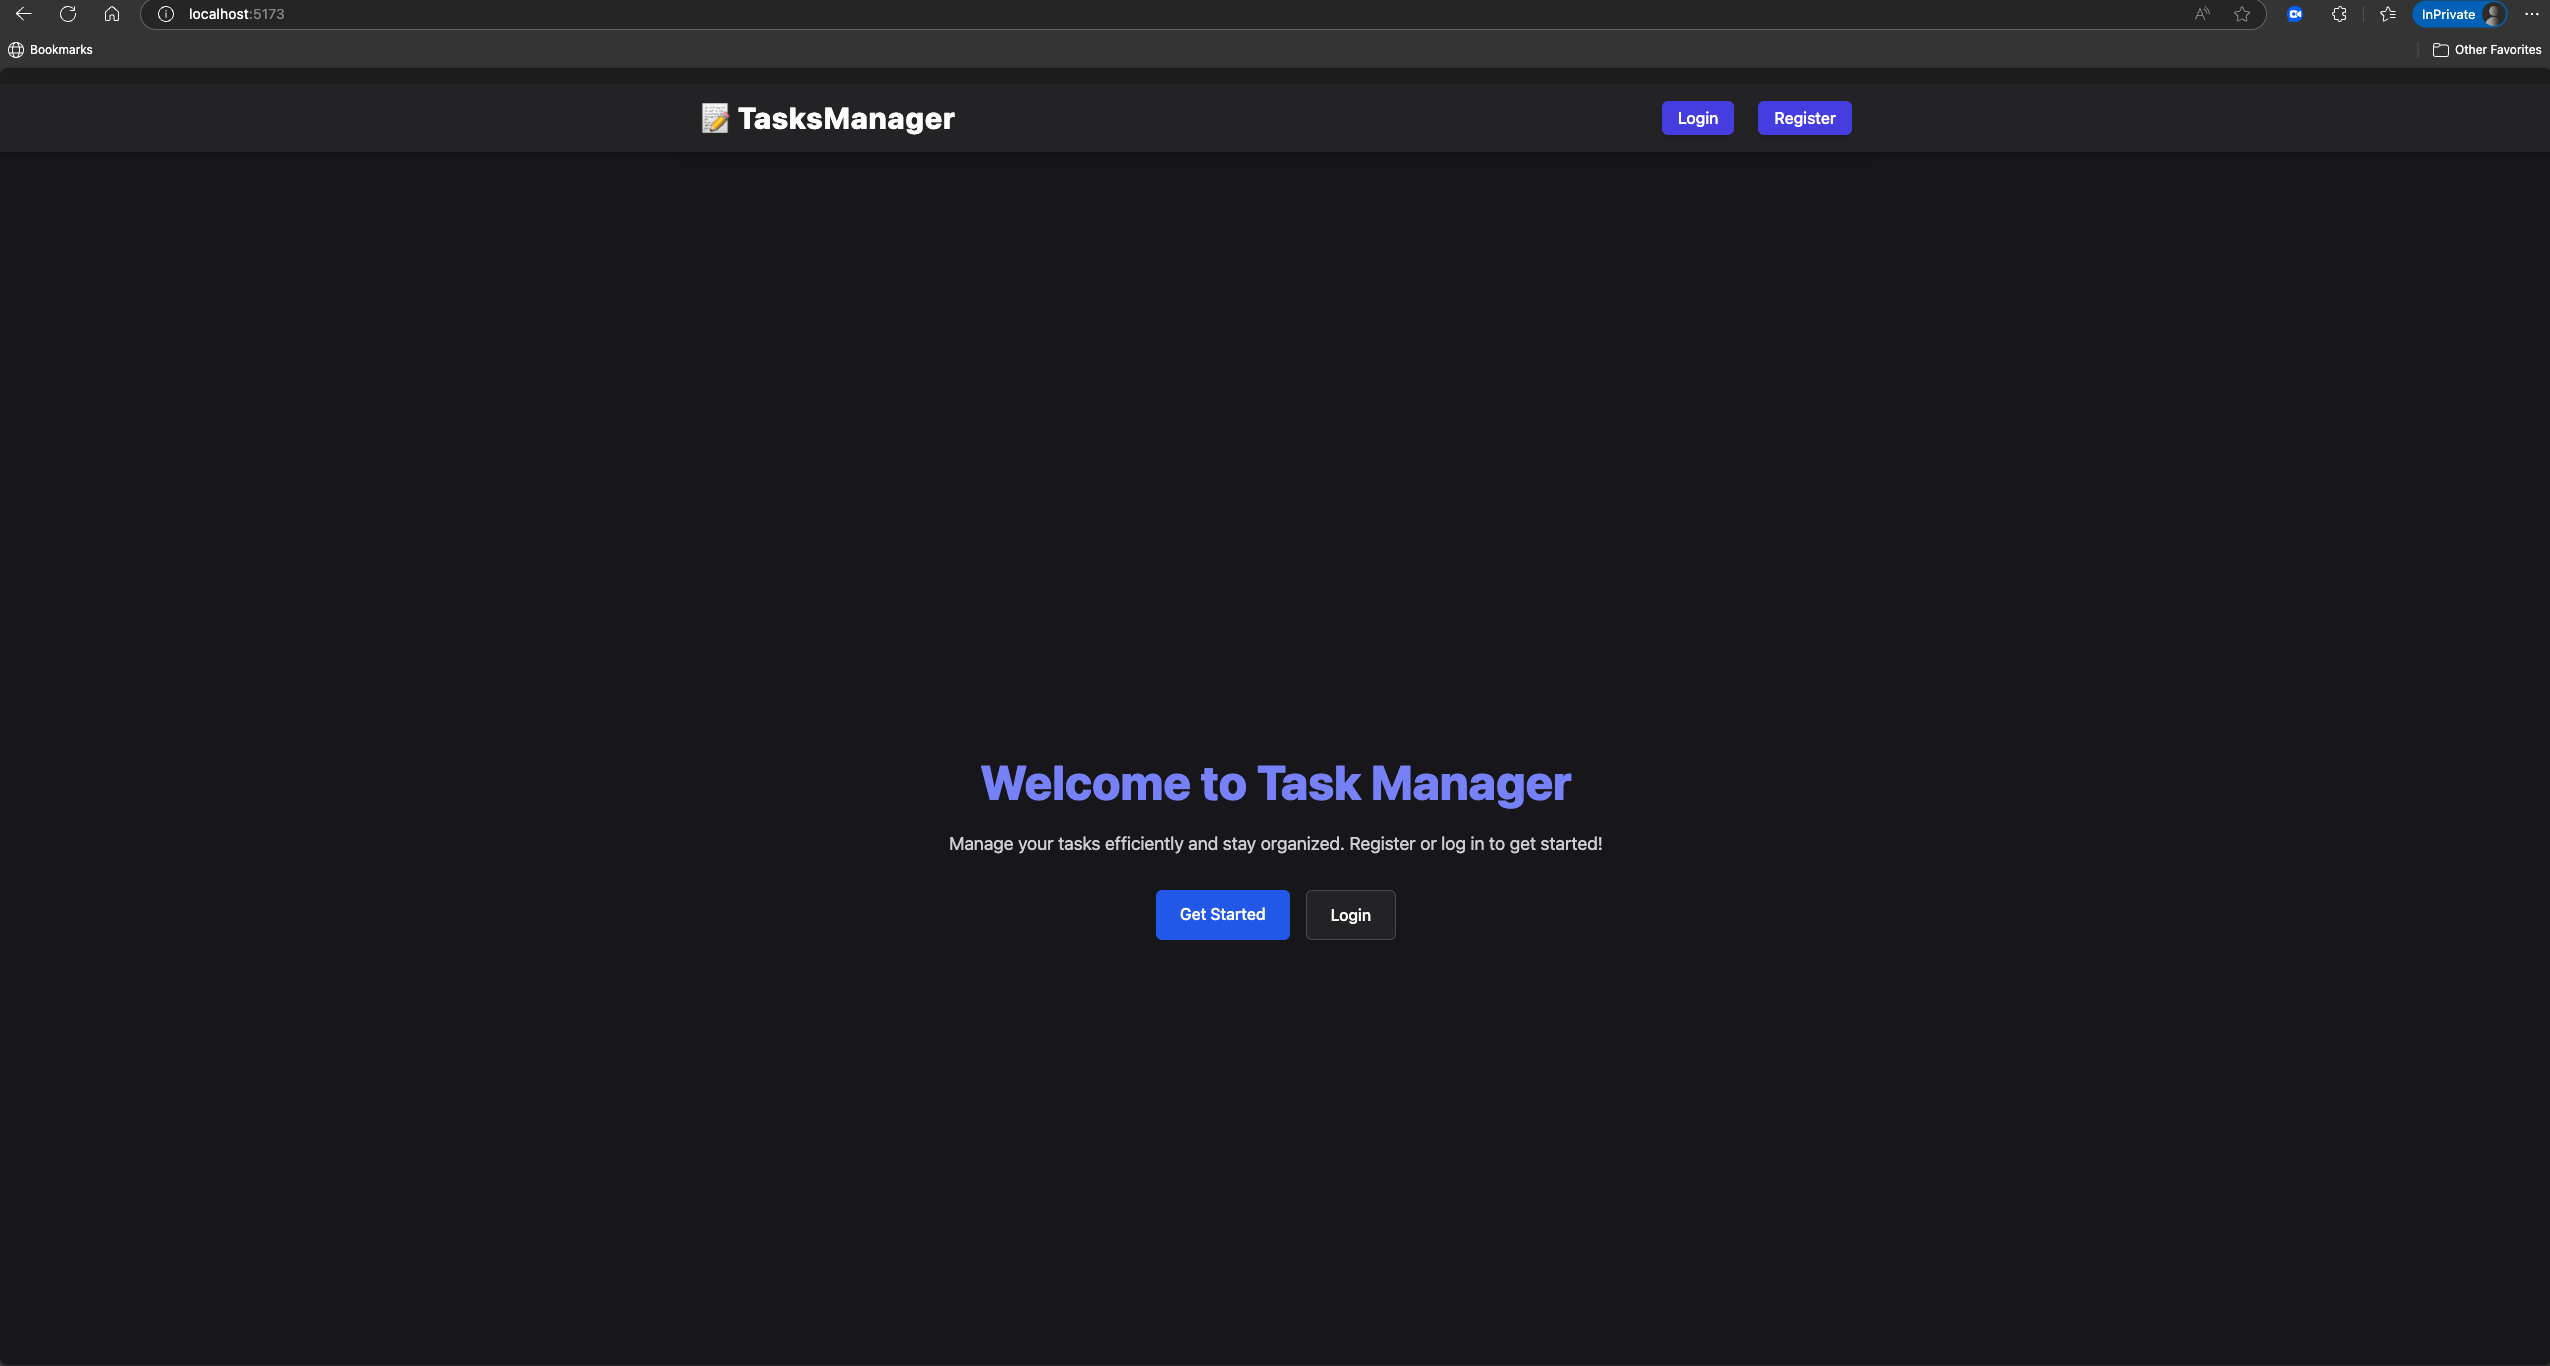 localhost:5173
InPrivate
Bookmarks
Other Favorites
TasksManager
Login
Register
Welcome to Task Manager
Manage your tasks efficiently and stay organized. Register or log in to get started!
Get Started
Login